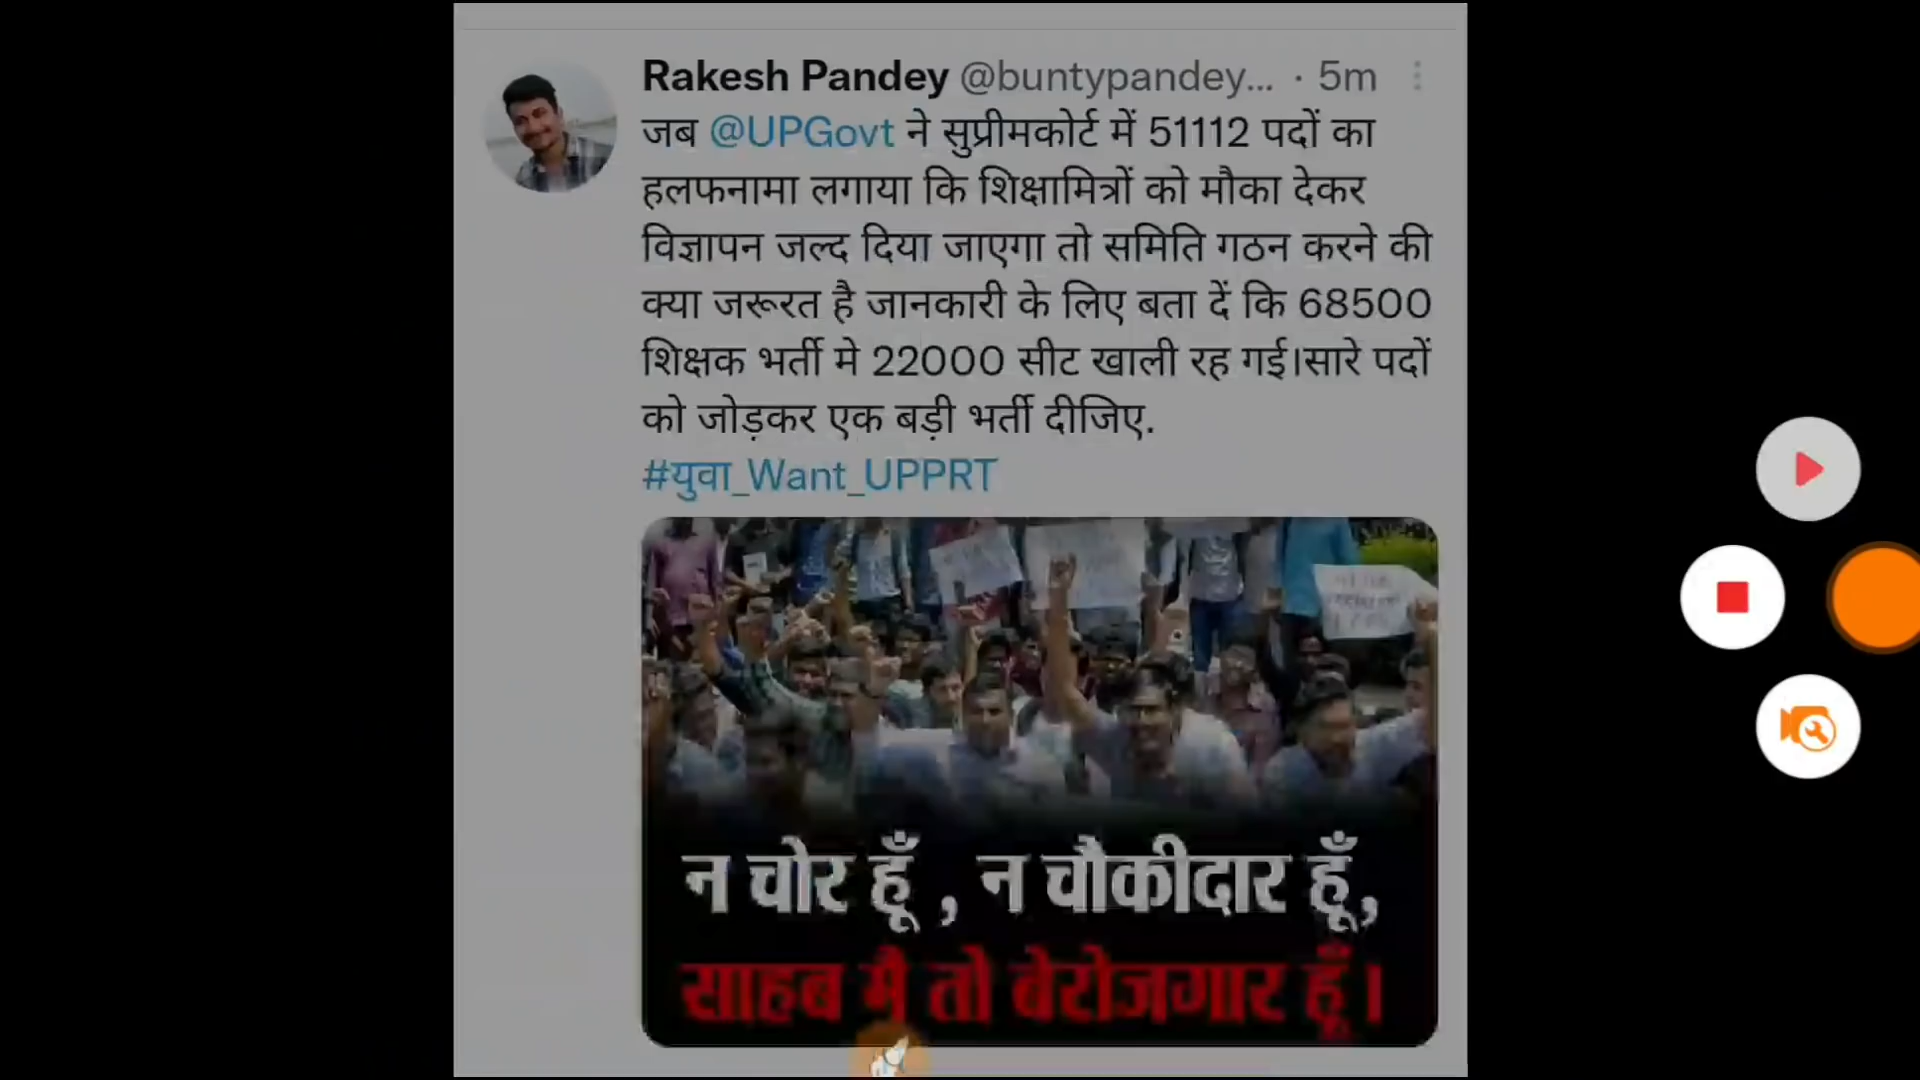 Rakesh Pandey @buntypandey... · 5m
जब @UPGovt ने सुप्रीमकोर्ट में 51112 पदों का
हलफनामा लगाया कि शिक्षामित्रों को मौका देकर
विज्ञापन जल्द दिया जाएगा तो समिति गठन करने की
क्या जरूरत है जानकारी के लिए बता दें कि 68500
शिक्षक भर्ती मे 22000 सीट खाली रह गई।सारे पदों
को जोड़कर एक बड़ी भर्ती दीजिए.
#युवा_Want_UPPRT
न चोर हूँ , न चौकीदार हूँ,
साहब मै तो बेरोजगार हूँ।